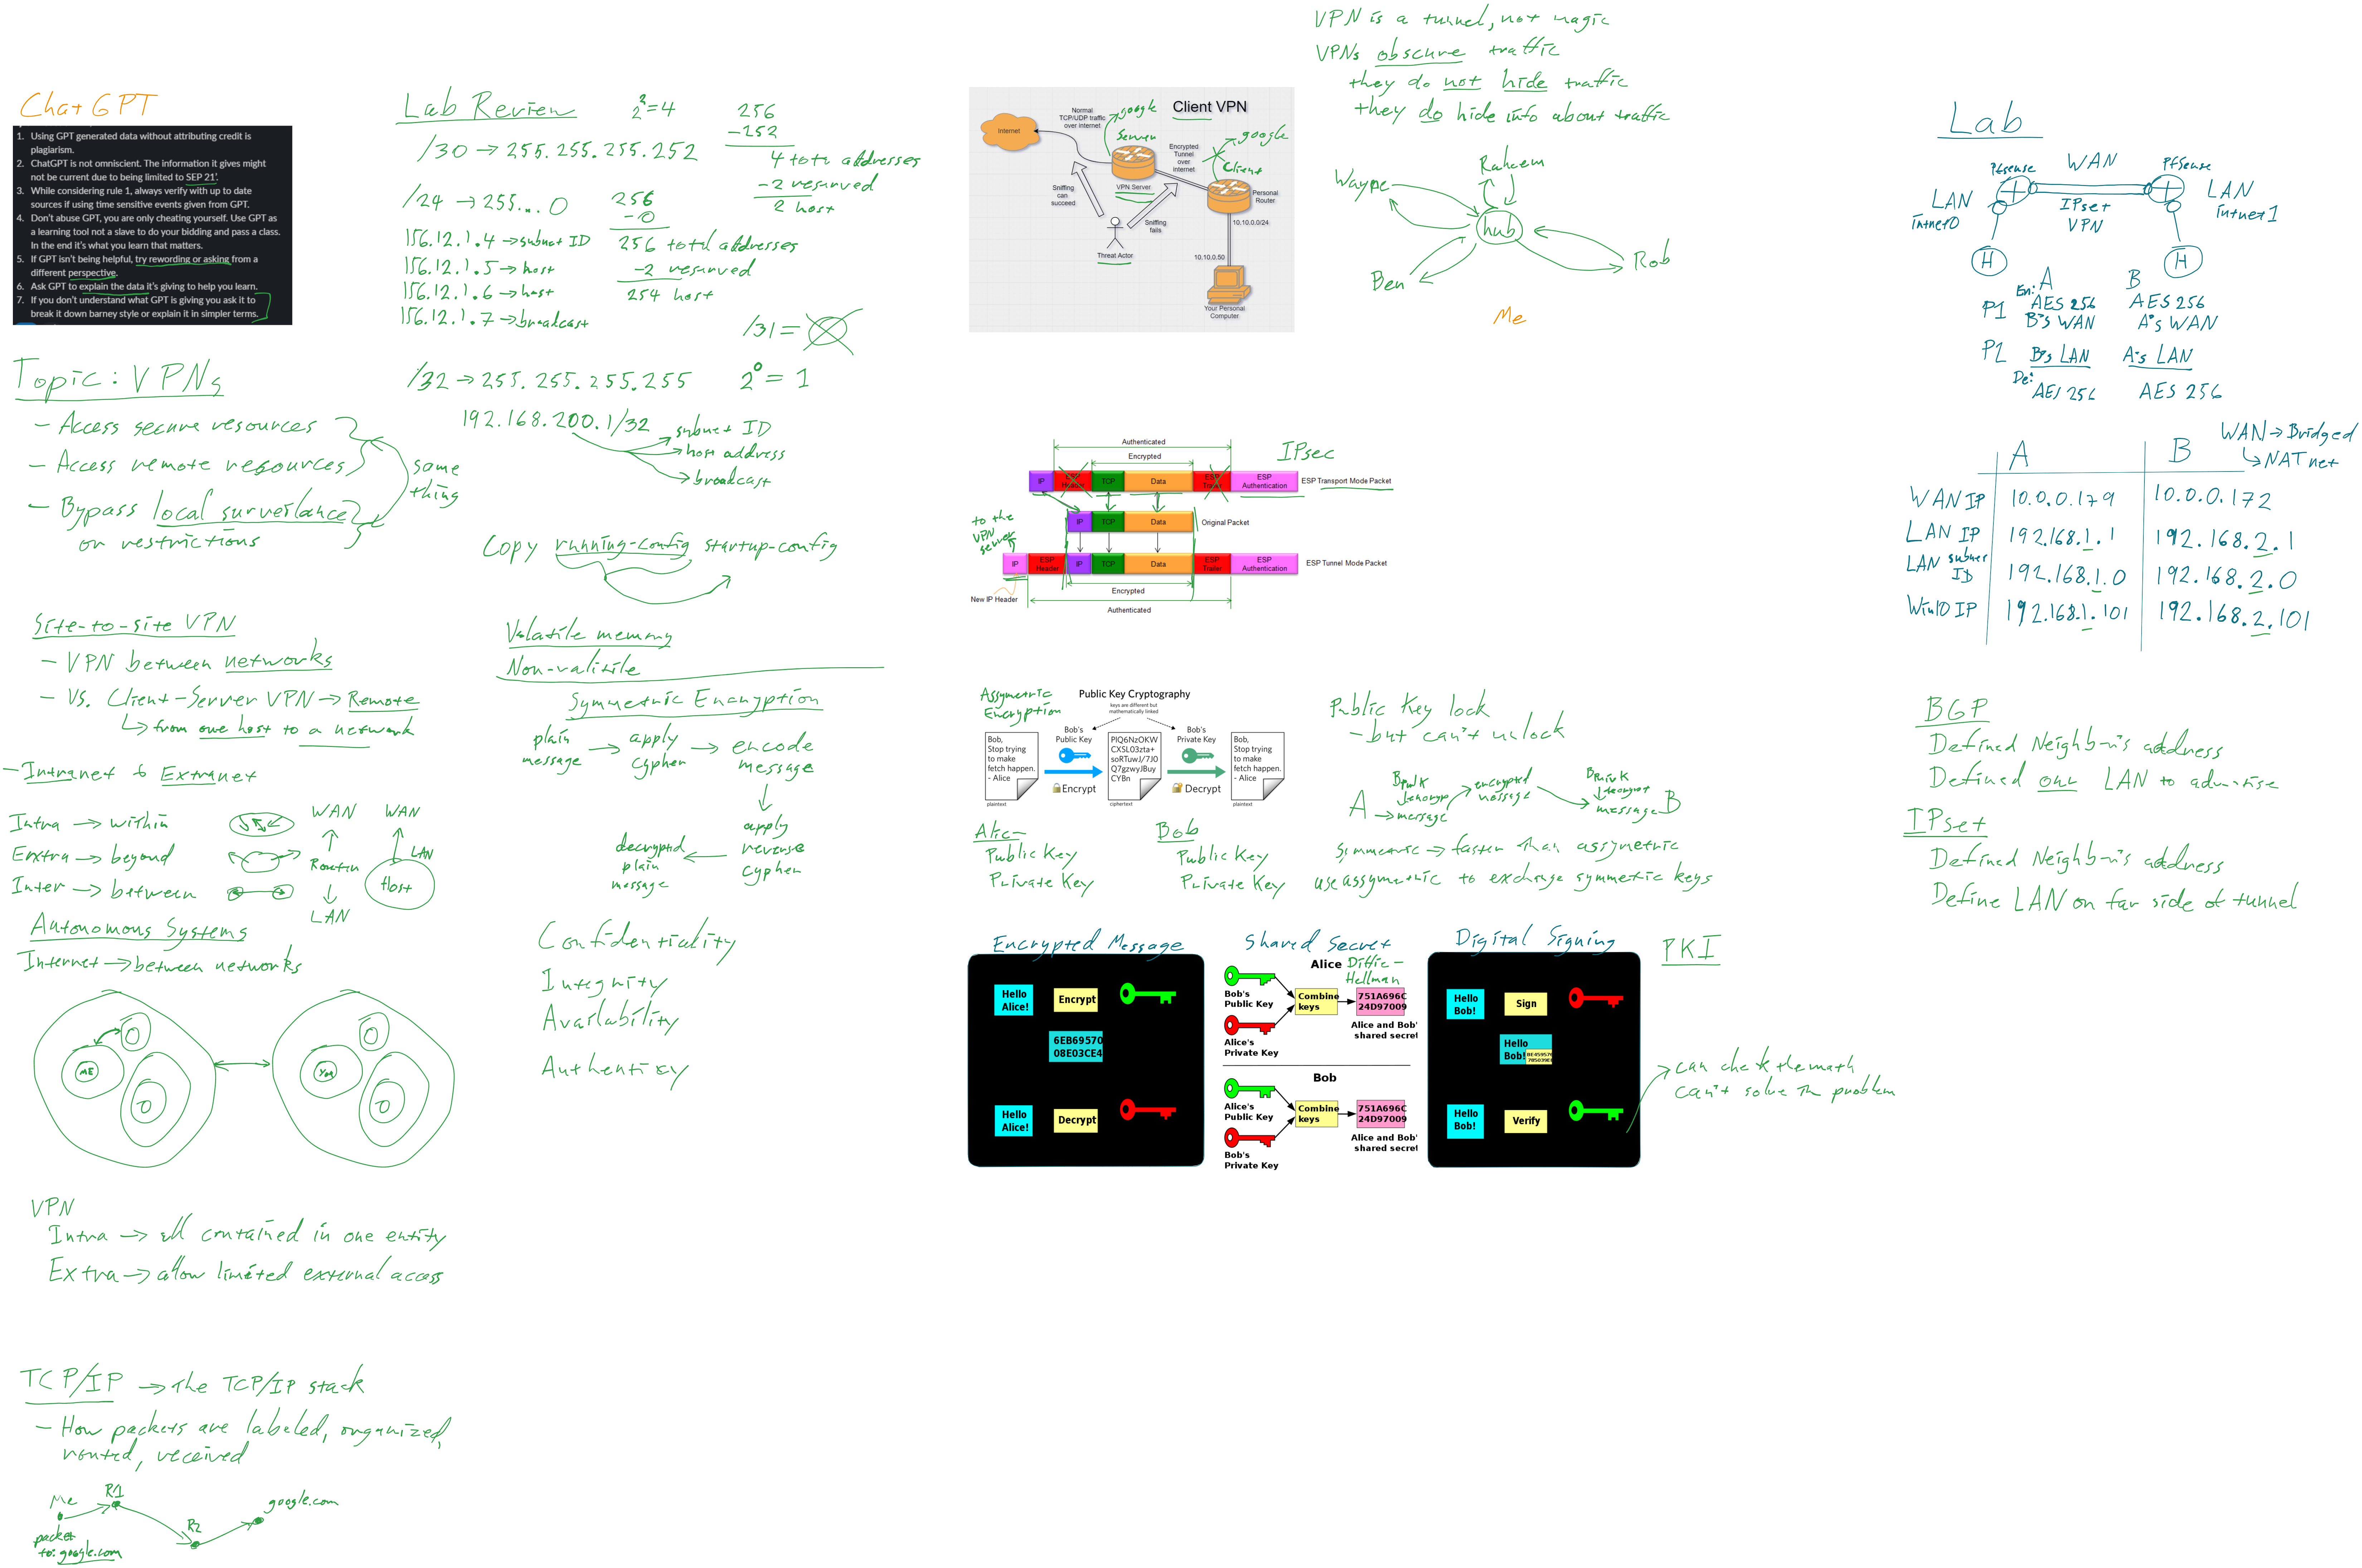 Chat GPT
1. Using GPT generated data without attributing credit is
plagiarism.
2. ChatGPT is not omniscient. The information it gives might
not be current due to being limited to SEP 21'.
3. While considering rule 1, always verify with up to date
sources if using time sensitive events given from GPT.
4. Don't abuse GPT, you are only cheating yourself. Use GPT as
a learning tool not a slave to do your bidding and pass a class.
In the end it's what you learn that matters.
5. If GPT isn't being helpful, try rewording or asking from a
different perspective.
6. Ask GPT to explain the data it's giving to help you learn.
7. If you don't understand what GPT is giving you ask it to
break it down barney style or explain it in simpler terms.
Topic: VPNs
- Access secure resources
- Access remote resources
- Bypass local surveilance
or restrictions
same
thing
Site-to-site VPN
- VPN between networks
- VS. Client-Server VPN → Remote
↳ from one host to a network
- Intranet & Extranet
Intra → within
Exxtra → beyond
Inter → between
WAN
Router
LAN
WAN
LAN
Host
Autonomous Systems
Internet → between networks
ME
You
VPN
Intra → all contained in one entity
Extra → allow limited external access
TCP/IP → The TCP/IP stack
- How packets are labeled, organized,
routed, received
Me
R1
R2
google.com
packet
to: google.com
Lab Review
2²=4
/30 → 255.255.255.252
256
-252
4 total addresses
-2 reserved
2 host
/24 → 255... 0
256
-0
256 total addresses
-2 reserved
254 host
156.12.1.4 → subnet ID
156.12.1.5 → host
156.12.1.6 → host
156.12.1.7 → broadcast
/31 =
/32 → 255.255.255.255
2⁰ = 1
192.168.200.1/32
subnet ID
host address
broadcast
Copy running-config startup-config
Volatile memory
Non-valitile
Symmetric Encryption
plain
message
→ apply
cypher
→ encode
message
apply
reverse
cypher
decrypted
plain
message
Confidentiality
Integrity
Availability
Authenticy
Client VPN
Internet
Normal
TCP/UDP traffic
over internet
google
Server
VPN Server
Encrypted
Tunnel
over
internet
google
Client
Personal
Router
Sniffing
can
succeed
Sniffing
fails.
Threat Actor
10.10.0.0/24
10.10.0.50
Your Personal
Computer
VPN is a tunnel, not magic
VPNs obscure traffic
they do not hide traffic
they do hide info about traffic
Wayne
Raheem
hub
Ben
Rob
Me
IPsec
Authenticated
Encrypted
IP
ESP
Header
TCP
Data
ESP
Trailer
ESP
Authentication
ESP Transport Mode Packet
to the
VPN
server
IP
TCP
Data
Original Packet
IP
ESP
Header
IP
TCP
Data
ESP
Trailer
ESP
Authentication
ESP Tunnel Mode Packet
New IP Header
Encrypted
Authenticated
Assymetric
Encryption
Public Key Cryptography
keys are different but
mathematically linked
Bob's
Public Key
Bob's
Private Key
Bob,
Stop trying
to make
fetch happen.
- Alice
plaintext
Encrypt
PIQ6NzOKW
CXSL03zta+
soRTuwJ/7J0
Q7gzwyJBuy
CYBn
ciphertext
Decrypt
Bob,
Stop trying
to make
fetch happen.
- Alice
plaintext
Alic-
Public Key
Private Key
Bob
Public Key
Private Key
Public Key lock
- but can't unlock
A → message
encrypted
message
message B
Symmetric → faster than assymetric
use assymetric to exchange symmetric keys
Encrypted Message
Hello
Alice!
Encrypt
6EB69570
08E03CE4
Hello
Alice!
Decrypt
Shared Secret
Alice
Diffie-
Hellman
Bob's
Public Key
Alice's
Private Key
Combine
keys
751A696C
24D97009
Alice and Bob'
shared secret
Bob
Alice's
Public Key
Bob's
Private Key
Combine
keys
751A696C
24D97009
Alice and Bob'
shared secret
Digital Signing
Hello
Bob!
Sign
Hello
Bob!
Hello
Bob!
Verify
PKI
can check the math
can't solve the problem
Lab
LAN
intnet0
Pfsense
WAN
IPset
VPN
PfSense
LAN
intnet1
H
H
A
B
P1
En:
AES 256
AES 256
B's WAN
A's WAN
P2
B's LAN
A's LAN
De:
AES 256
AES 256
WAN → Bridged
↳ NAT net
A
B
WAN IP
10.0.0.179
10.0.0.172
LAN IP
192.168.1.1
192.168.2.1
LAN subnet
ID
192.168.1.0
192.168.2.0
Win10 IP
192.168.1.101
192.168.2.101
BGP
Defined Neighbor's address
Defined our LAN to advertise
IPset
Defined Neighbor's address
Define LAN on far side of tunnel